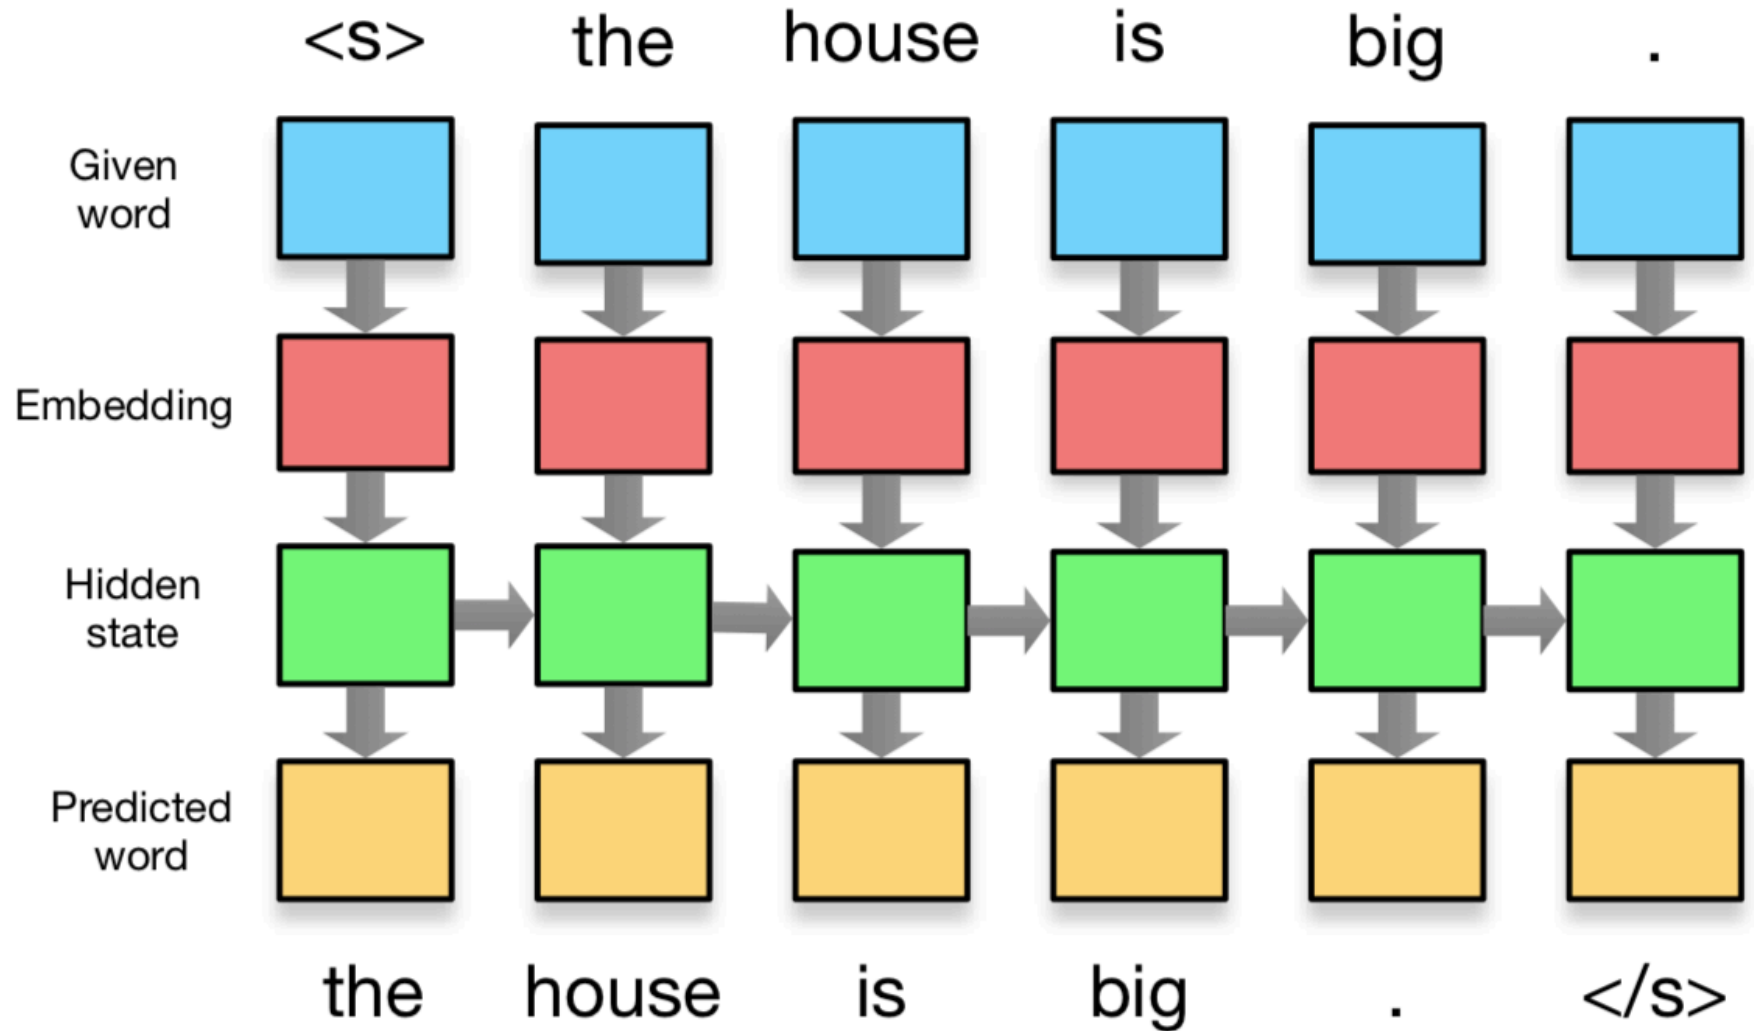 <s> the house is big .
Given
word
Embedding
Hidden
state
Predicted
word
the house is big . </s>